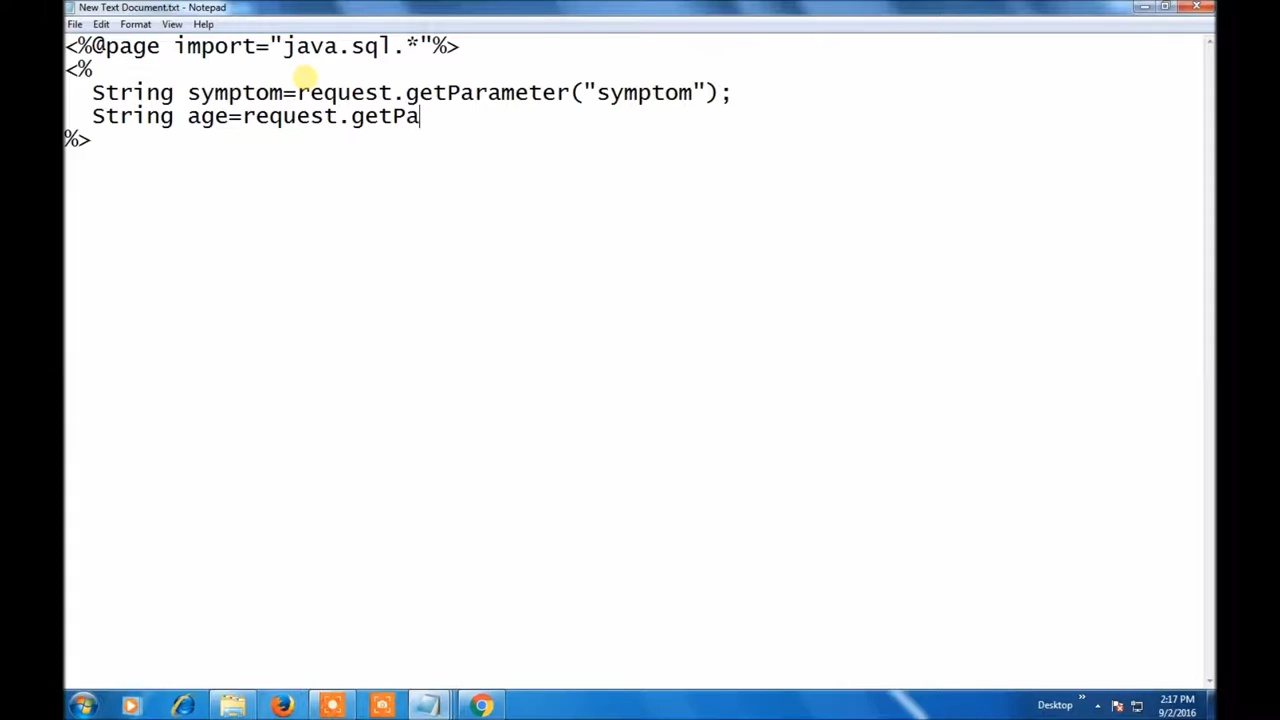 New Text Document.txt - Notepad
File Edit Format View Help
<%@page import="java.sql.*"%>
<%
String symptom=request.getParameter("symptom");
String age=request.getPa
%>
Desktop
2:17 PM
9/2/2016